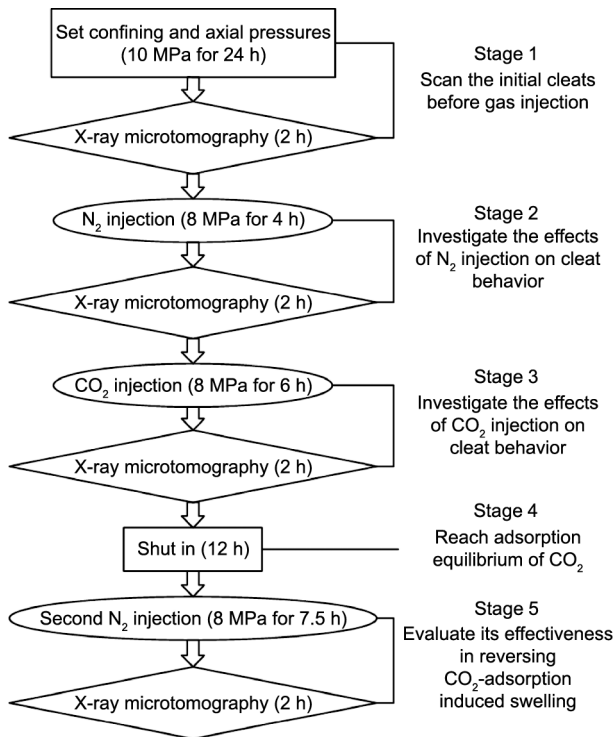 Set confining and axial pressures
(10 MPa for 24 h)
Stage 1
Scan the initial cleats
before gas injection
X-ray microtomography (2 h)
N₂ injection (8 MPa for 4 h)
Stage 2
Investigate the effects
of N₂ injection on cleat
behavior
X-ray microtomography (2 h)
CO₂ injection (8 MPa for 6 h)
Stage 3
Investigate the effects
of CO₂ injection on
cleat behavior
X-ray microtomography (2 h)
Stage 4
Shut in (12 h)
Reach adsorption
equilibrium of CO₂
Second N₂ injection (8 MPa for 7.5 h)
Stage 5
Evaluate its effectiveness
in reversing
CO₂-adsorption
induced swelling
X-ray microtomography (2 h)